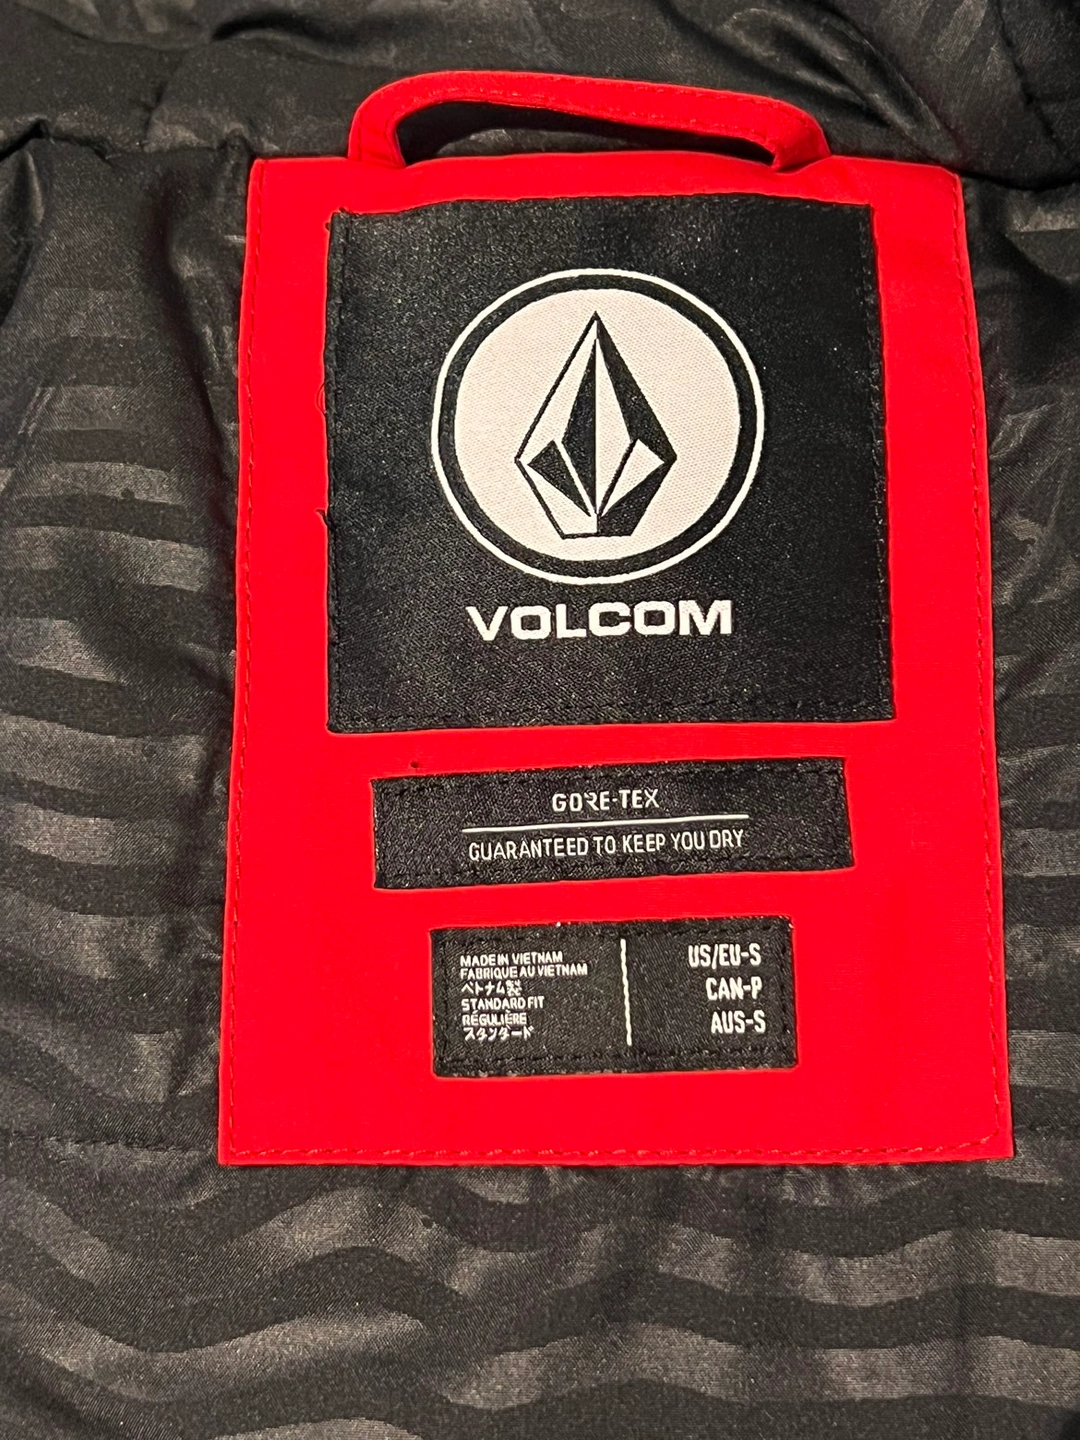 VOLCOM
GORE-TEX
GUARANTEED TO KEEP YOU DRY
MADE IN VIETNAM
FABRIQUE AU VIETNAM
ベトナム製
STANDARD FIT
RÉGULIÈRE
スタンダード
US/EU-S
CAN-P
AUS-S